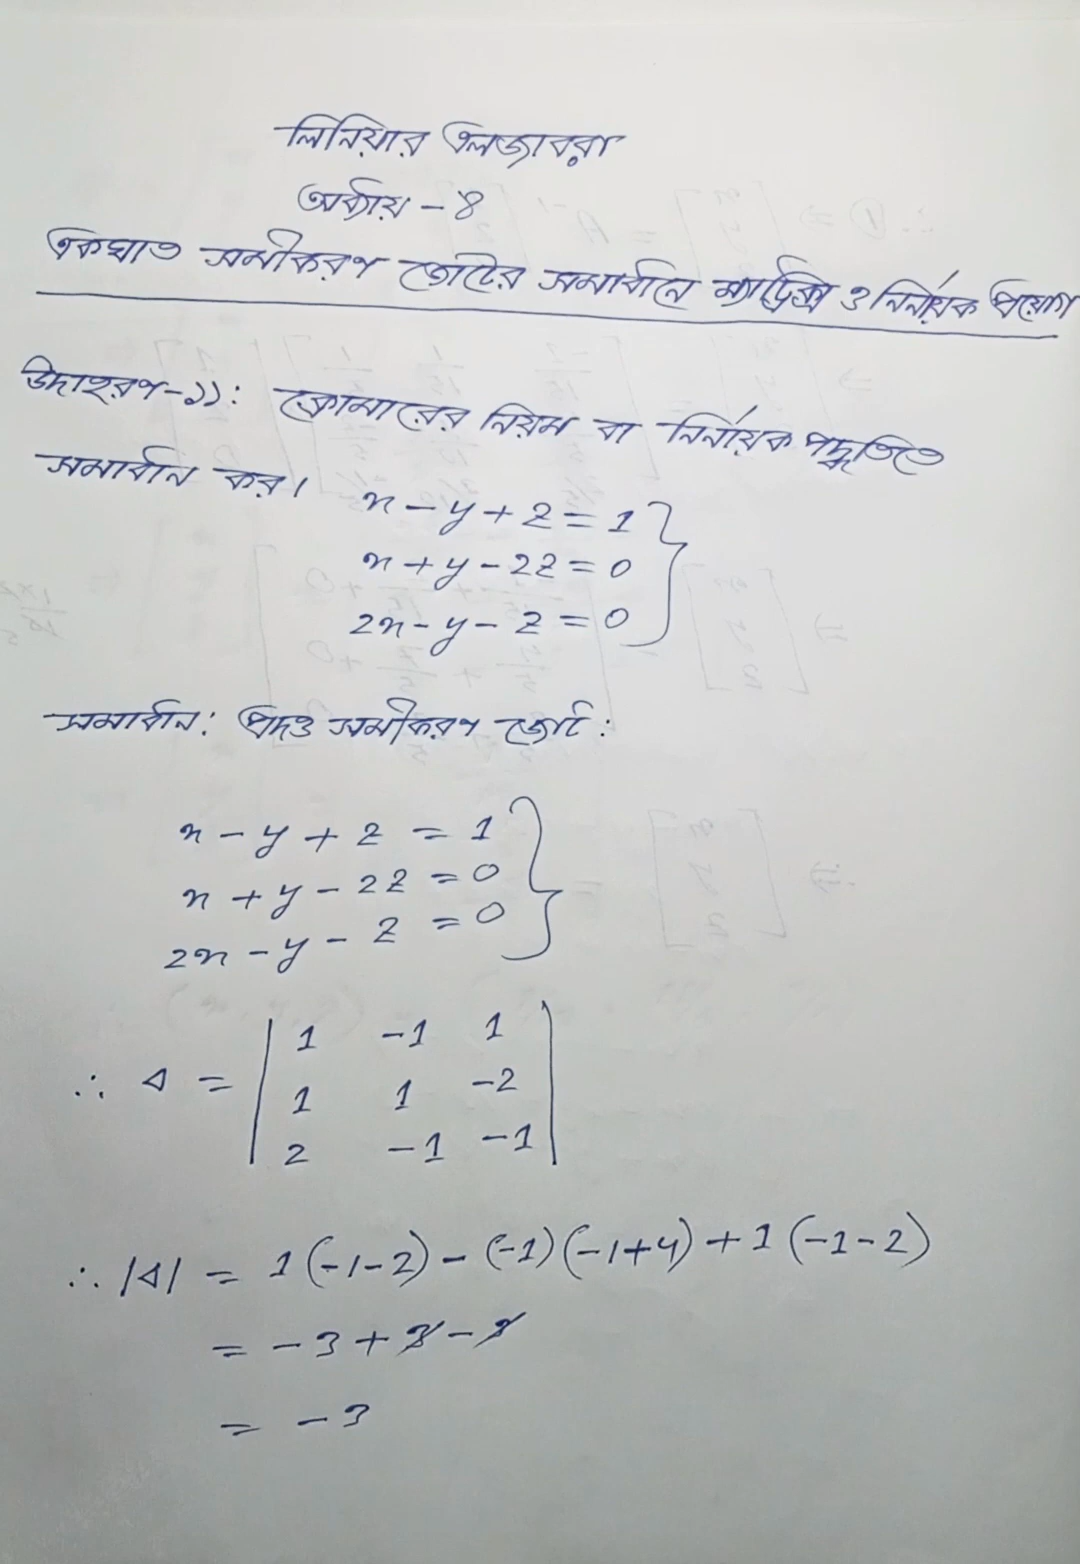 লিনিয়ার এলজাবরা
অধ্যায় - ৪
একঘাত সমীকরণ জোটের সমাধানে ম্যাট্রিক্স ও নির্ণায়ক প্রয়োগ
উদাহরণ-১১: ক্রেমারের নিয়ম বা নির্ণায়ক পদ্ধতিতে
সমাধান কর।
x - y + z = 1
x + y - 2z = 0
2x - y - z = 0
সমাধান: প্রদত্ত সমীকরণ জোট:
x - y + z = 1
x + y - 2z = 0
2x - y - z = 0
∴ Δ = | 1 -1 1
1 1 -2
2 -1 -1 |
∴ |Δ| = 1(-1-2) - (-1)(-1+4) + 1(-1-2)
= -3 + 3 - 3
= -3